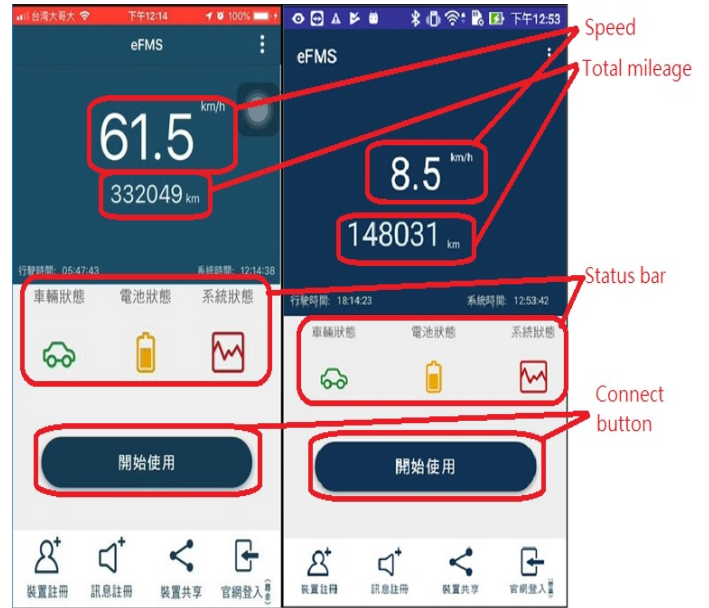 台灣大哥大 下午12:14 100%
eFMS
km/h
61.5
332049 km
行駛時間: 05:47:43 系統時間: 12:14:38
車輛狀態 電池狀態 系統狀態
開始使用
裝置註冊 訊息註冊 裝置共享 官網登入
下午12:53
eFMS
km/h
8.5
148031 km
行駛時間: 18:14:23 系統時間: 12:53:42
車輛狀態 電池狀態 系統狀態
開始使用
裝置註冊 訊息註冊 裝置共享 官網登入
Speed
Total mileage
Status bar
Connect
button